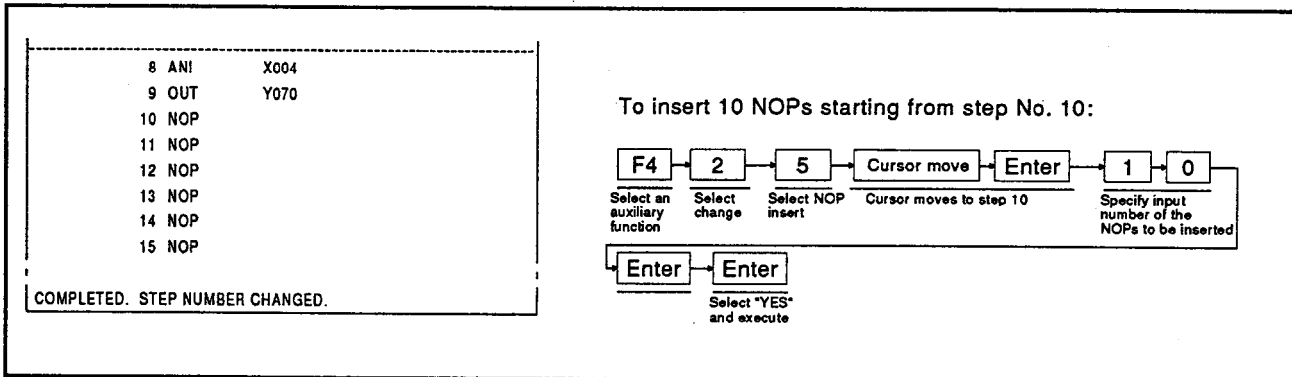 8 ANI X004
9 OUT Y070
10 NOP
11 NOP
12 NOP
13 NOP
14 NOP
15 NOP
COMPLETED. STEP NUMBER CHANGED.
To insert 10 NOPs starting from step No. 10:
F4 2 5 Cursor move Enter 1 0
Select an auxiliary function
Select change
Select NOP insert
Cursor moves to step 10
Specify input number of the NOPs to be inserted
Enter Enter
Select "YES" and execute